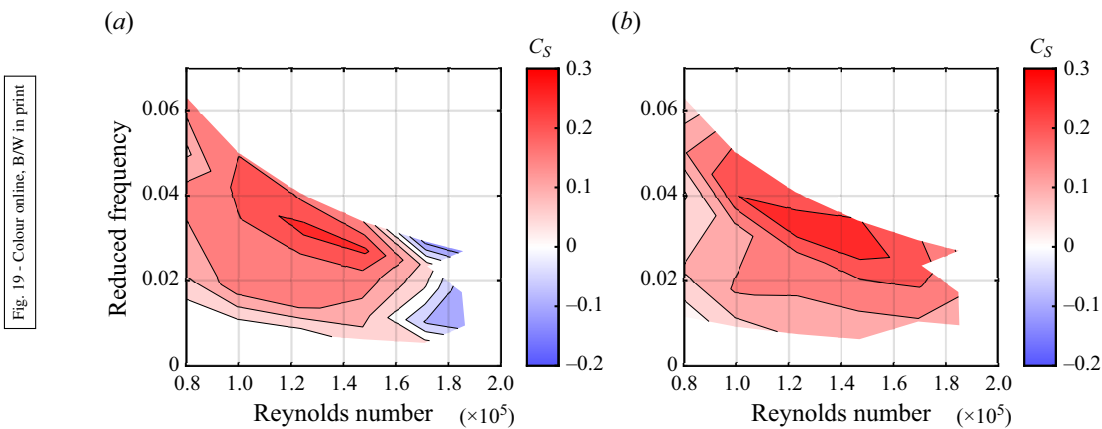 Fig. 19 - Colour online, B/W in print
(a)
C_S
0.3
0.2
0.1
0
–0.1
–0.2
0.06
0.04
0.02
0
Reduced frequency
0.8 1.0 1.2 1.4 1.6 1.8 2.0
Reynolds number (×10⁵)
(b)
C_S
0.3
0.2
0.1
0
–0.1
–0.2
0.06
0.04
0.02
0
0.8 1.0 1.2 1.4 1.6 1.8 2.0
Reynolds number (×10⁵)